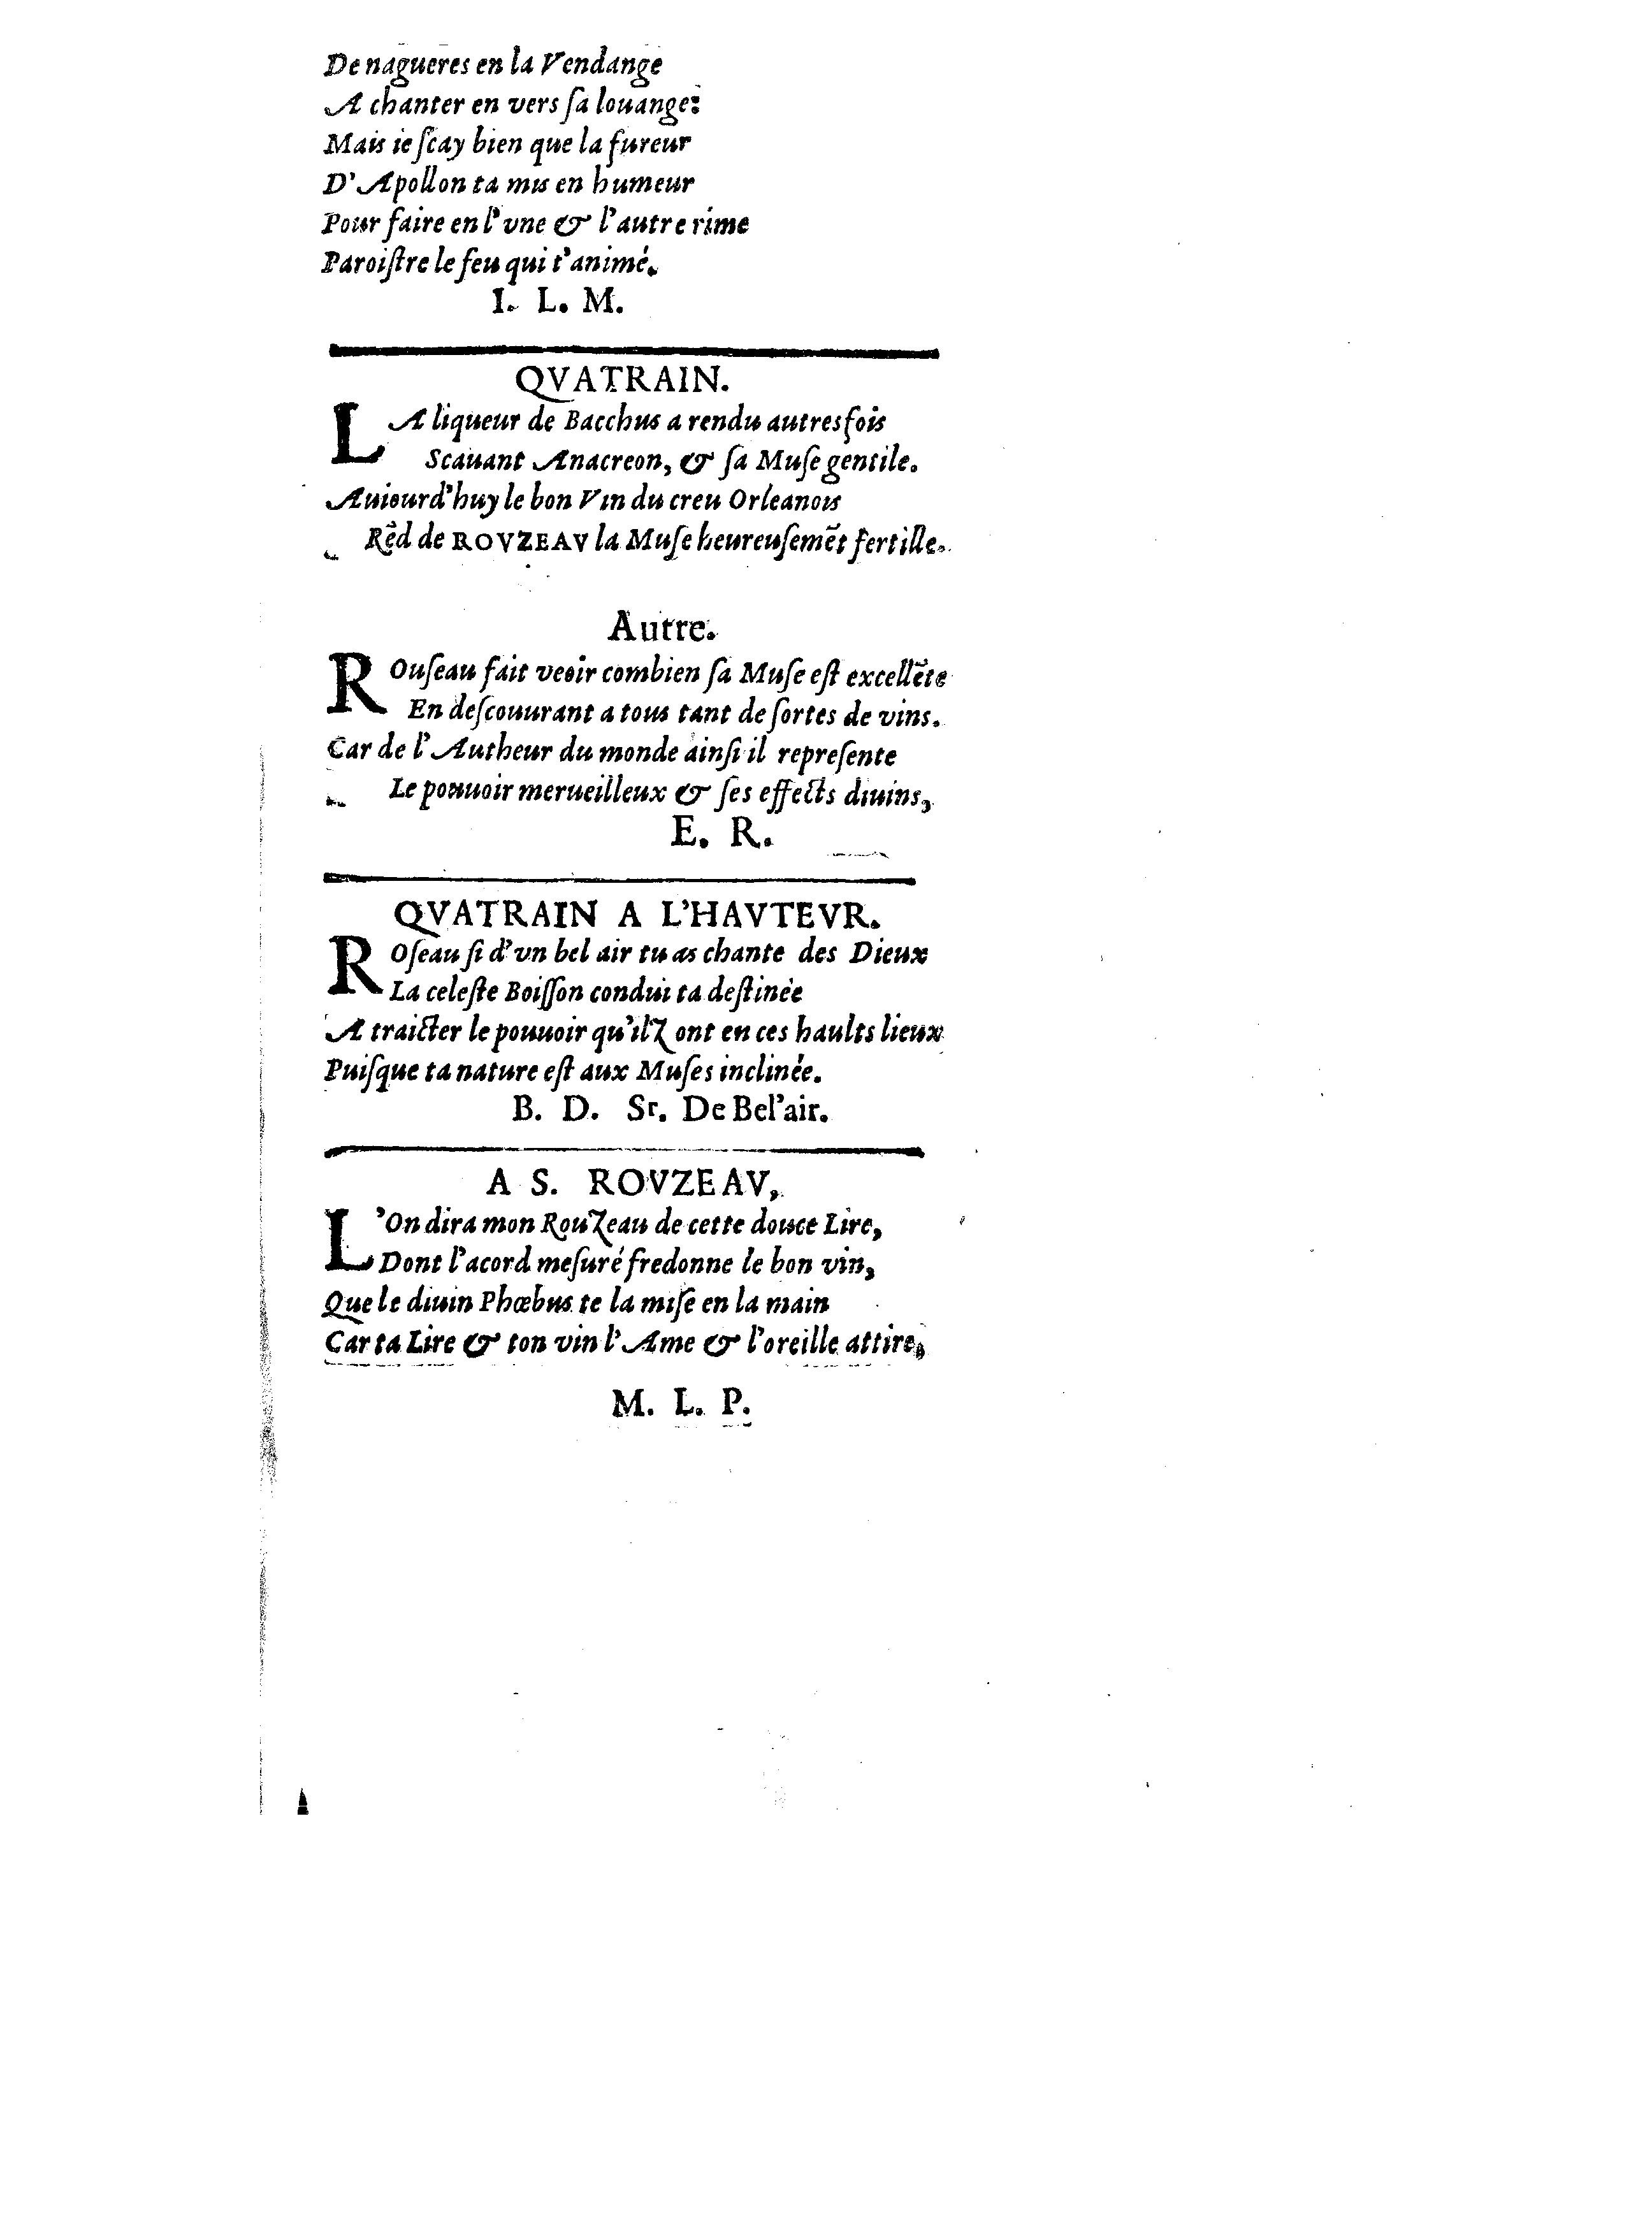 De nagueres en la Vendange
A chanter en vers ſa louange:
Mais ie ſcay bien que la fureur
D'Apollon ta mis en humeur
Pour faire en l'vne & l'autre rime
Paroiſtre le feu qui t'animé.
I. L. M.
QVATRAIN.
LA liqueur de Bacchus a rendu autresfois
Scauant Anacreon, & ſa Muſe gentile.
Auiourd'huy le bon Vin du creu Orleanois
Rẽd de ROVZEAV la Muſe heureuſemẽt fertille.
Autre.
ROuſeau fait veoir combien ſa Muſe eſt excellẽte
En deſcouurant a tous tant de ſortes de vins.
Car de l'Autheur du monde ainſi il repreſente
Le pouuoir merueilleux & ſes effects diuins,
E. R.
QVATRAIN A L'HAVTEVR.
ROſeau ſi d'vn bel air tu as chante des Dieux
La celeſte Boiſſon condui ta deſtinée
A traicter le pouuoir qu'ilz ont en ces haults lieux
Puiſque ta nature eſt aux Muſes inclinée.
B. D. Sr. De Bel'air.
A S. ROVZEAV,
L'On dira mon Rouzeau de cette douce Lire,
Dont l'acord meſuré fredonne le bon vin,
Que le diuin Phœbus te la miſe en la main
Car ta Lire & ton vin l'Ame & l'oreille attire,
M. L. P.